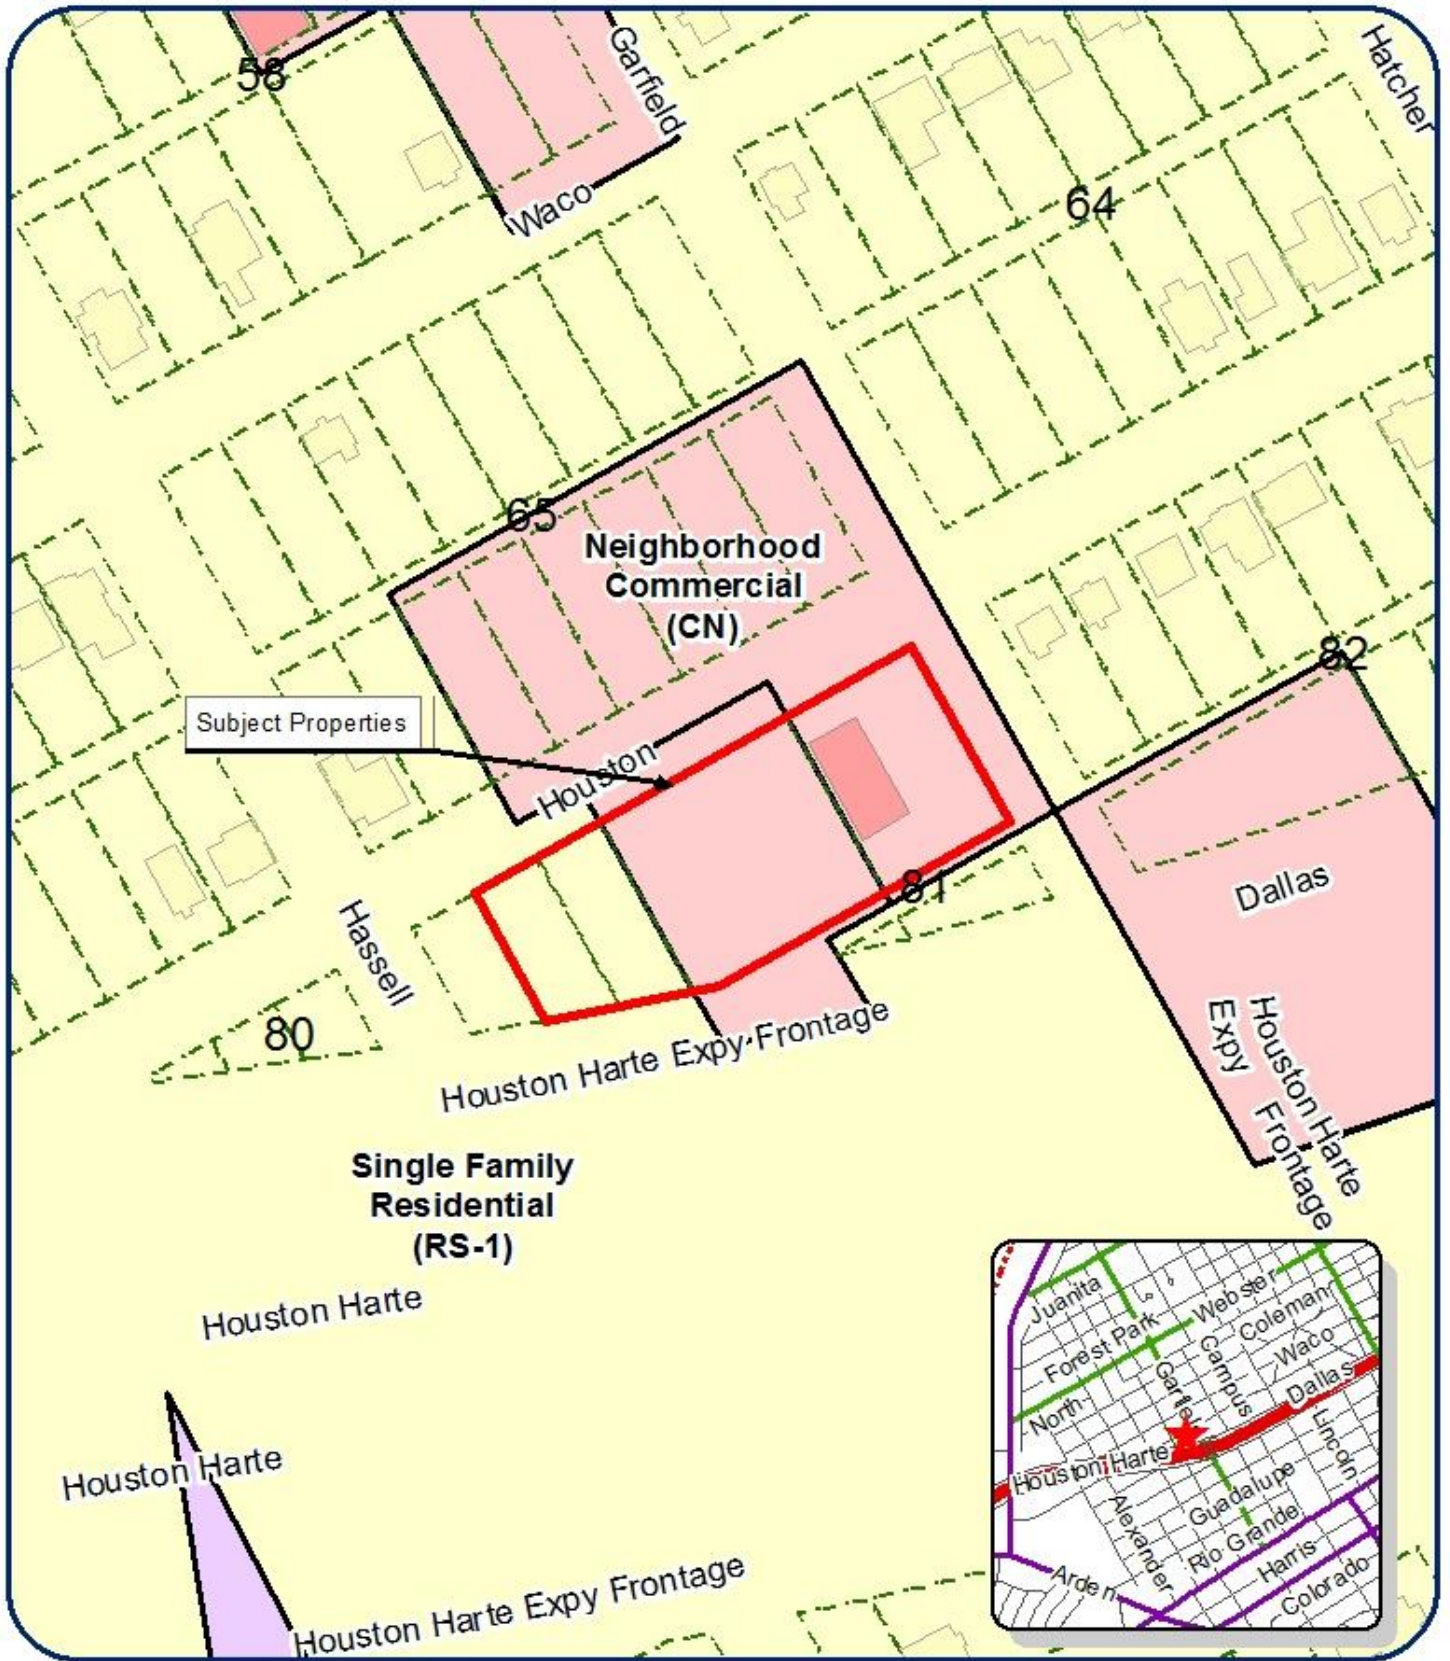 58
Garfield
Hatcher
Waco
64
65
Neighborhood
Commercial
(CN)
82
Subject Properties
Houston
81
Dallas
Hassell
80
Houston Harte Expy Frontage
Houston Harte
Expy Frontage
Single Family
Residential
(RS-1)
Houston Harte
Houston Harte
Houston Harte Expy Frontage
Juanita
Webster
Forest Park
Coleman
Campus
Waco
Garfiel
Dallas
North
Lincoln
Houston Harte
Guadalupe
Alexander
Rio Grande
Harris
Arden
Colorado